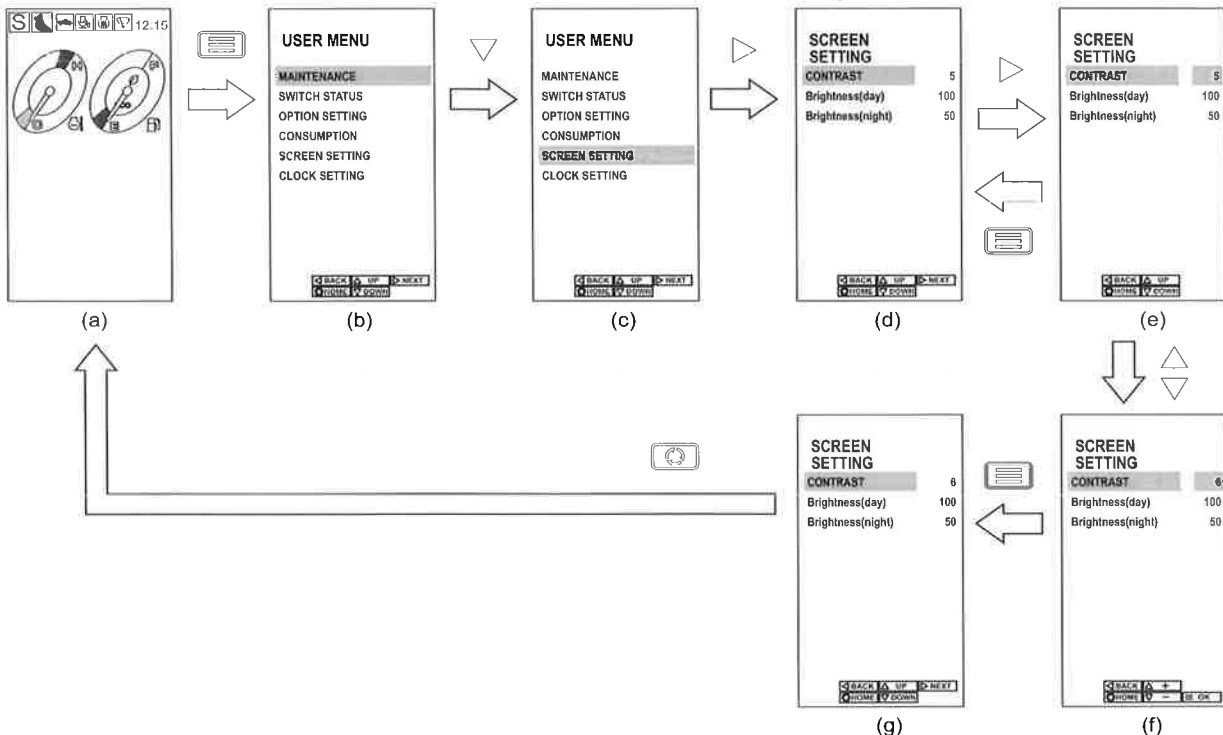 S 12.15
E
(a)
USER MENU
MAINTENANCE
SWITCH STATUS
OPTION SETTING
CONSUMPTION
SCREEN SETTING
CLOCK SETTING
BACK UP NEXT
HOME DOWN
(b)
USER MENU
MAINTENANCE
SWITCH STATUS
OPTION SETTING
CONSUMPTION
SCREEN SETTING
CLOCK SETTING
BACK UP NEXT
HOME DOWN
(c)
SCREEN
SETTING
CONTRAST 5
Brightness(day) 100
Brightness(night) 50
BACK UP NEXT
HOME DOWN
(d)
SCREEN
SETTING
CONTRAST 5
Brightness(day) 100
Brightness(night) 50
BACK UP
HOME DOWN
(e)
SCREEN
SETTING
CONTRAST 6
Brightness(day) 100
Brightness(night) 50
BACK UP NEXT
HOME DOWN
(g)
SCREEN
SETTING
CONTRAST 6
Brightness(day) 100
Brightness(night) 50
BACK +
HOME − OK
(f)